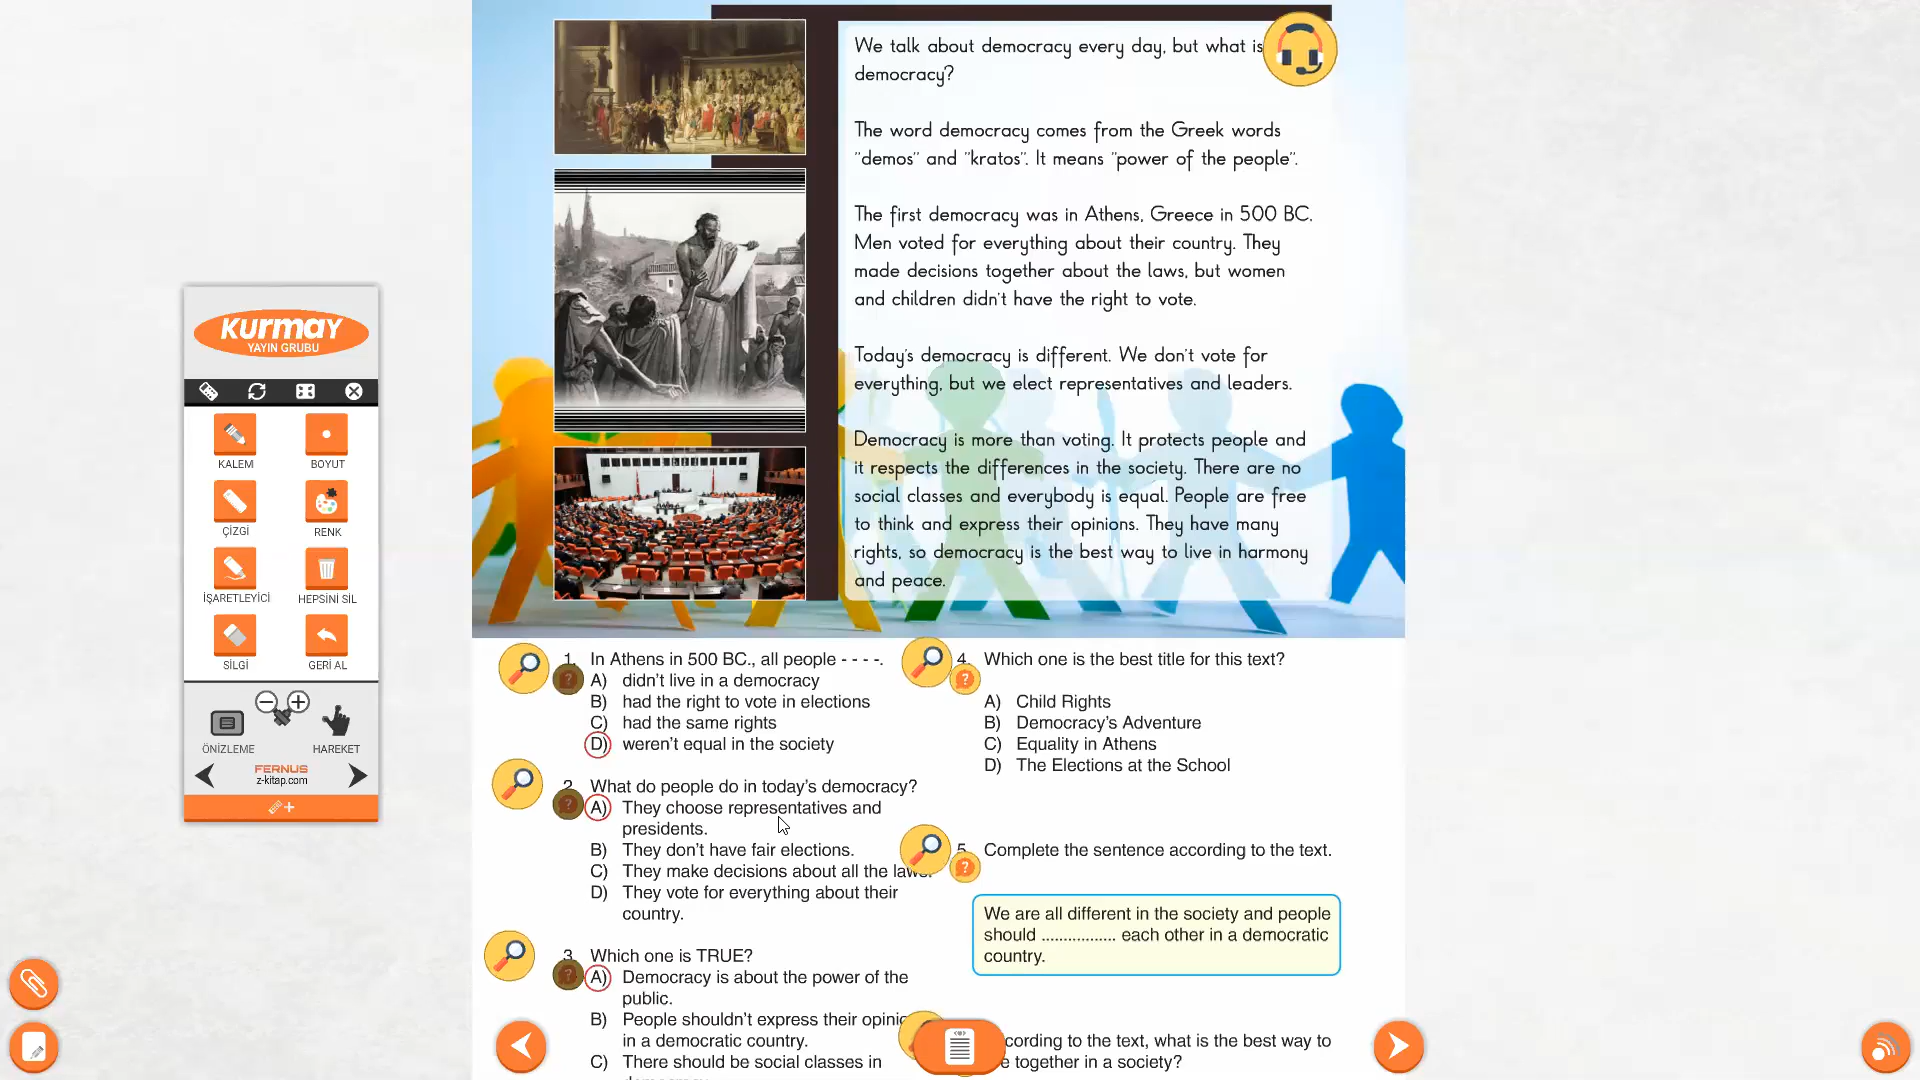 We talk about democracy every day, but what is
democracy?
The word democracy comes from the Greek words
"demos" and "kratos". It means "power of the people".
The first democracy was in Athens, Greece in 500 BC.
Men voted for everything about their country. They
made decisions together about the laws, but women
and children didn't have the right to vote.
Today's democracy is different. We don't vote for
everything, but we elect representatives and leaders.
Democracy is more than voting. It protects people and
it respects the differences in the society. There are no
social classes and everybody is equal. People are free
to think and express their opinions. They have many
rights, so democracy is the best way to live in harmony
and peace.
KURMAY
YAYIN GRUBU
KALEM
BOYUT
ÇİZGİ
RENK
İŞARETLEYİCİ
HEPSİNİ SİL
SİLGİ
GERİ AL
ÖNİZLEME
HAREKET
FERNUS
z-kitap.com
1. In Athens in 500 BC., all people - - - -.
A) didn't live in a democracy
B) had the right to vote in elections
C) had the same rights
D) weren't equal in the society
2. What do people do in today's democracy?
A) They choose representatives and
presidents.
B) They don't have fair elections.
C) They make decisions about all the laws.
D) They vote for everything about their
country.
3. Which one is TRUE?
A) Democracy is about the power of the
public.
B) People shouldn't express their
in a democratic country.
C) There should be social classes in
4. Which one is the best title for this text?
A) Child Rights
B) Democracy's Adventure
C) Equality in Athens
D) The Elections at the School
5. Complete the sentence according to the text.
We are all different in the society and people
should ................. each other in a democratic
country.
cording to the text, what is the best way to
e together in a society?